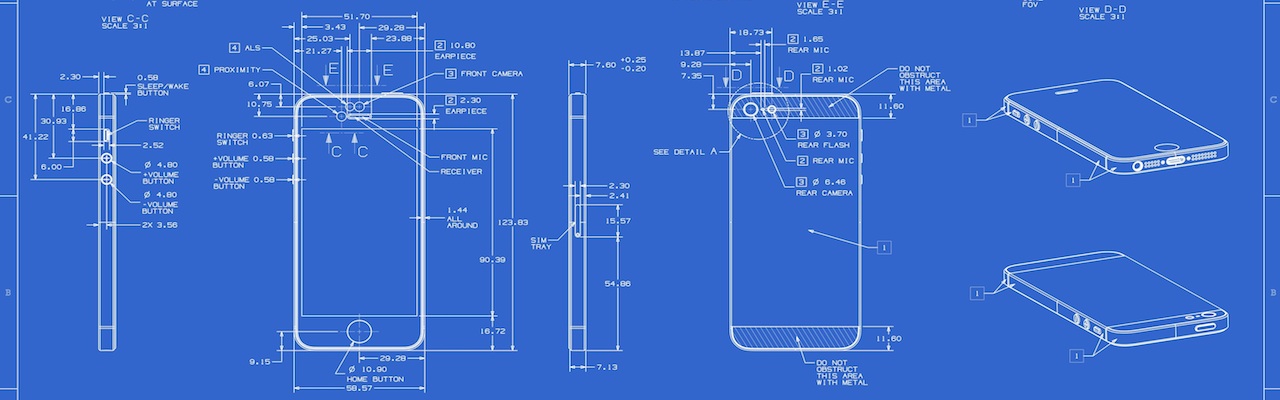 AT SURFACE
VIEW C-C
SCALE 3:1
VIEW E-E
SCALE 3:1
FOV
VIEW D-D
SCALE 3:1
C
B
2.30
0.58
SLEEP/WAKE
BUTTON
16.86
30.93
41.22
RINGER
SWITCH
2.52
6.00
Ø 4.80
+VOLUME
BUTTON
Ø 4.80
-VOLUME
BUTTON
2X 3.56
51.70
3.43
29.28
25.03
23.88
21.27
4 ALS
4 PROXIMITY
6.07
10.75
E
E
2 10.80
EARPIECE
3 FRONT CAMERA
2 2.30
EARPIECE
RINGER 0.63
SWITCH
+VOLUME 0.58
BUTTON
-VOLUME 0.58
BUTTON
C
C
FRONT MIC
RECEIVER
1.44
ALL
AROUND
123.83
90.39
16.72
9.15
29.28
Ø 10.90
HOME BUTTON
58.57
7.60 +0.25
-0.20
2.30
2.41
15.57
SIM
TRAY
54.86
7.13
18.73
2 1.65
REAR MIC
13.87
9.28
7.35
D
D
2 1.02
REAR MIC
DO NOT
OBSTRUCT
THIS AREA
WITH METAL
11.60
3 Ø 3.70
REAR FLASH
SEE DETAIL A
2 REAR MIC
3 Ø 6.46
REAR CAMERA
1
11.60
DO NOT
OBSTRUCT
THIS AREA
WITH METAL
1
1
1
1
C
B